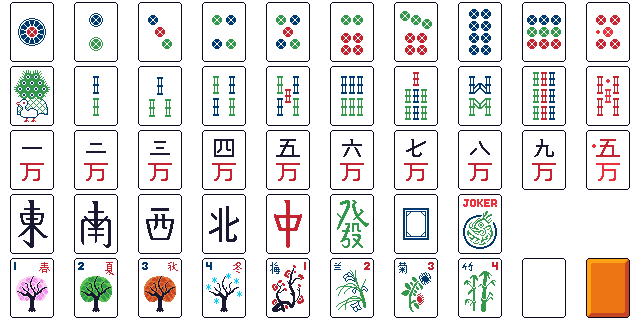 一 二 三 四 五 六 七 八 九 五
万 万 万 万 万 万 万 万 万 万
JOKER
東 南 西 北 中 發
1 春 2 夏 3 秋 4 冬 梅 1 兰 2 菊 3 竹 4